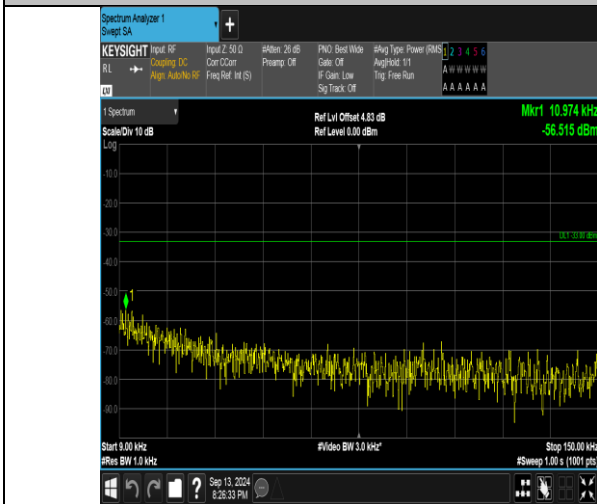 Spectrum Analyzer 1
Swept SA
+
KEYSIGHT
RL
Input: RF
Coupling: DC
Align: Auto/No RF
Input Z: 50 Ω
Corr CCorr
Freq Ref: Int (S)
#Atten: 26 dB
Preamp: Off
PNO: Best Wide
Gate: Off
IF Gain: Low
Sig Track: Off
#Avg Type: Power (RMS
Avg|Hold: 1/1
Trig: Free Run
1 2 3 4 5 6
A W W W W W
A A A A A A
1 Spectrum
Scale/Div 10 dB
Log
Ref Lvl Offset 4.83 dB
Ref Level 0.00 dBm
Mkr1 10.974 kHz
-56.515 dBm
-10.0
-20.0
-30.0
DL1 -33.00 dBm
-40.0
-50.0
1
-60.0
-70.0
-80.0
-90.0
Start 9.00 kHz
#Res BW 1.0 kHz
#Video BW 3.0 kHz*
Stop 150.00 kHz
#Sweep 1.00 s (1001 pts)
?
Sep 13, 2024
8:26:33 PM